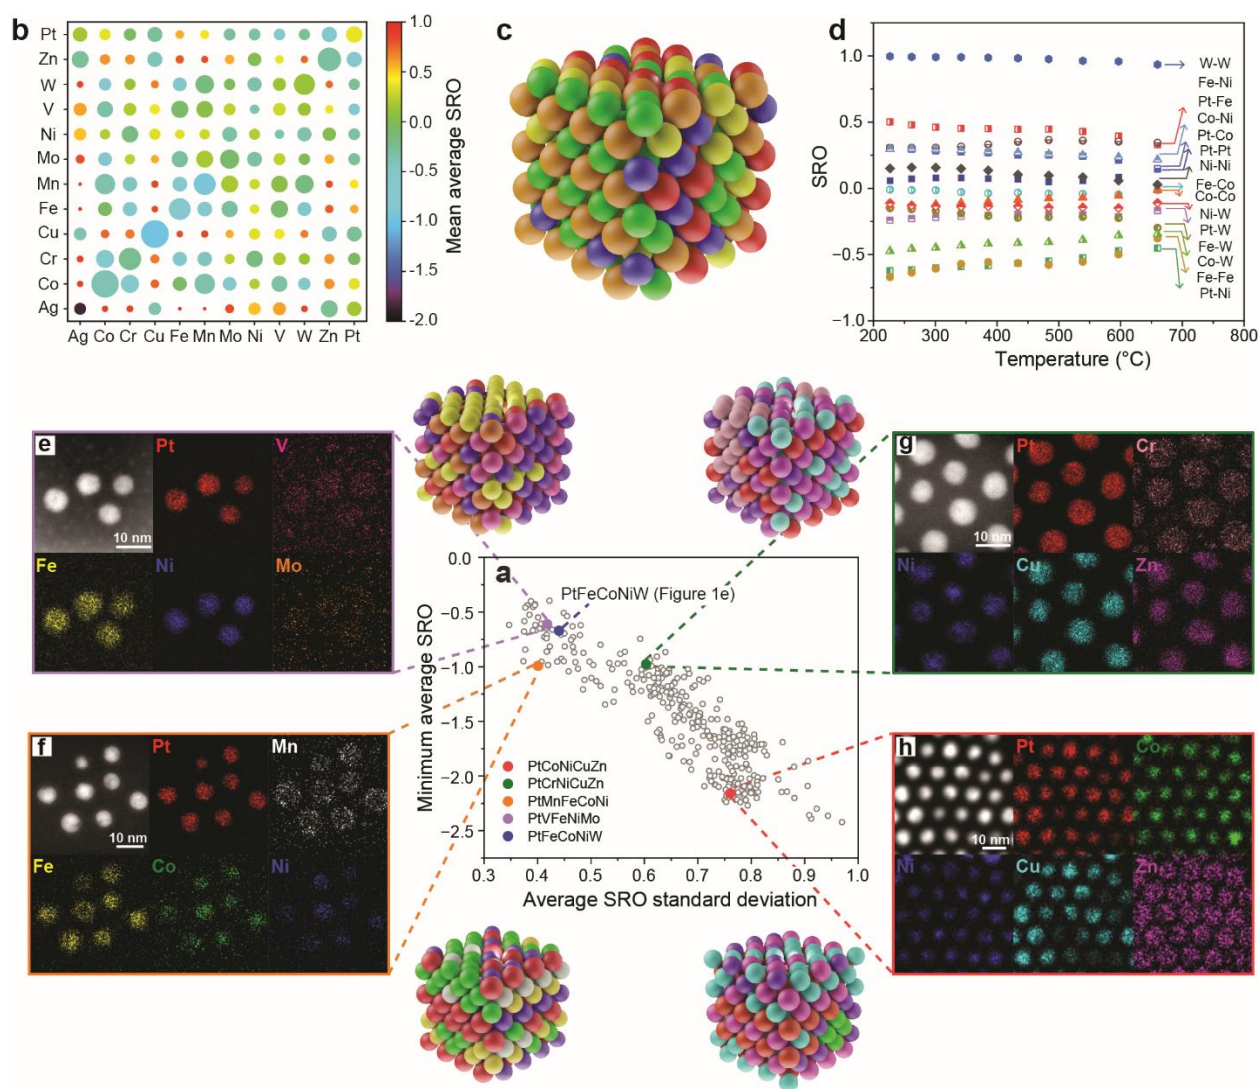 b
Pt
Zn
W
V
Ni
Mo
Mn
Fe
Cu
Cr
Co
Ag
Ag Co Cr Cu Fe Mn Mo Ni V W Zn Pt
1.0
0.5
0.0
-0.5
-1.0
-1.5
-2.0
Mean average SRO
c
d
1.0
0.5
0.0
−0.5
−1.0
SRO
200 300 400 500 600 700 800
Temperature (°C)
W-W
Fe-Ni
Pt-Fe
Co-Ni
Pt-Co
Pt-Pt
Ni-Ni
Fe-Co
Co-Co
Ni-W
Pt-W
Fe-W
Co-W
Fe-Fe
Pt-Ni
e Pt V
10 nm
Fe Ni Mo
g Pt Cr
10 nm
Ni Cu Zn
a
PtFeCoNiW (Figure 1e)
0.0
−0.5
−1.0
−1.5
−2.0
−2.5
Minimum average SRO
PtCoNiCuZn
PtCrNiCuZn
PtMnFeCoNi
PtVFeNiMo
PtFeCoNiW
0.3 0.4 0.5 0.6 0.7 0.8 0.9 1.0
Average SRO standard deviation
f Pt Mn
10 nm
Fe Co Ni
h Pt Co
10 nm
Ni Cu Zn